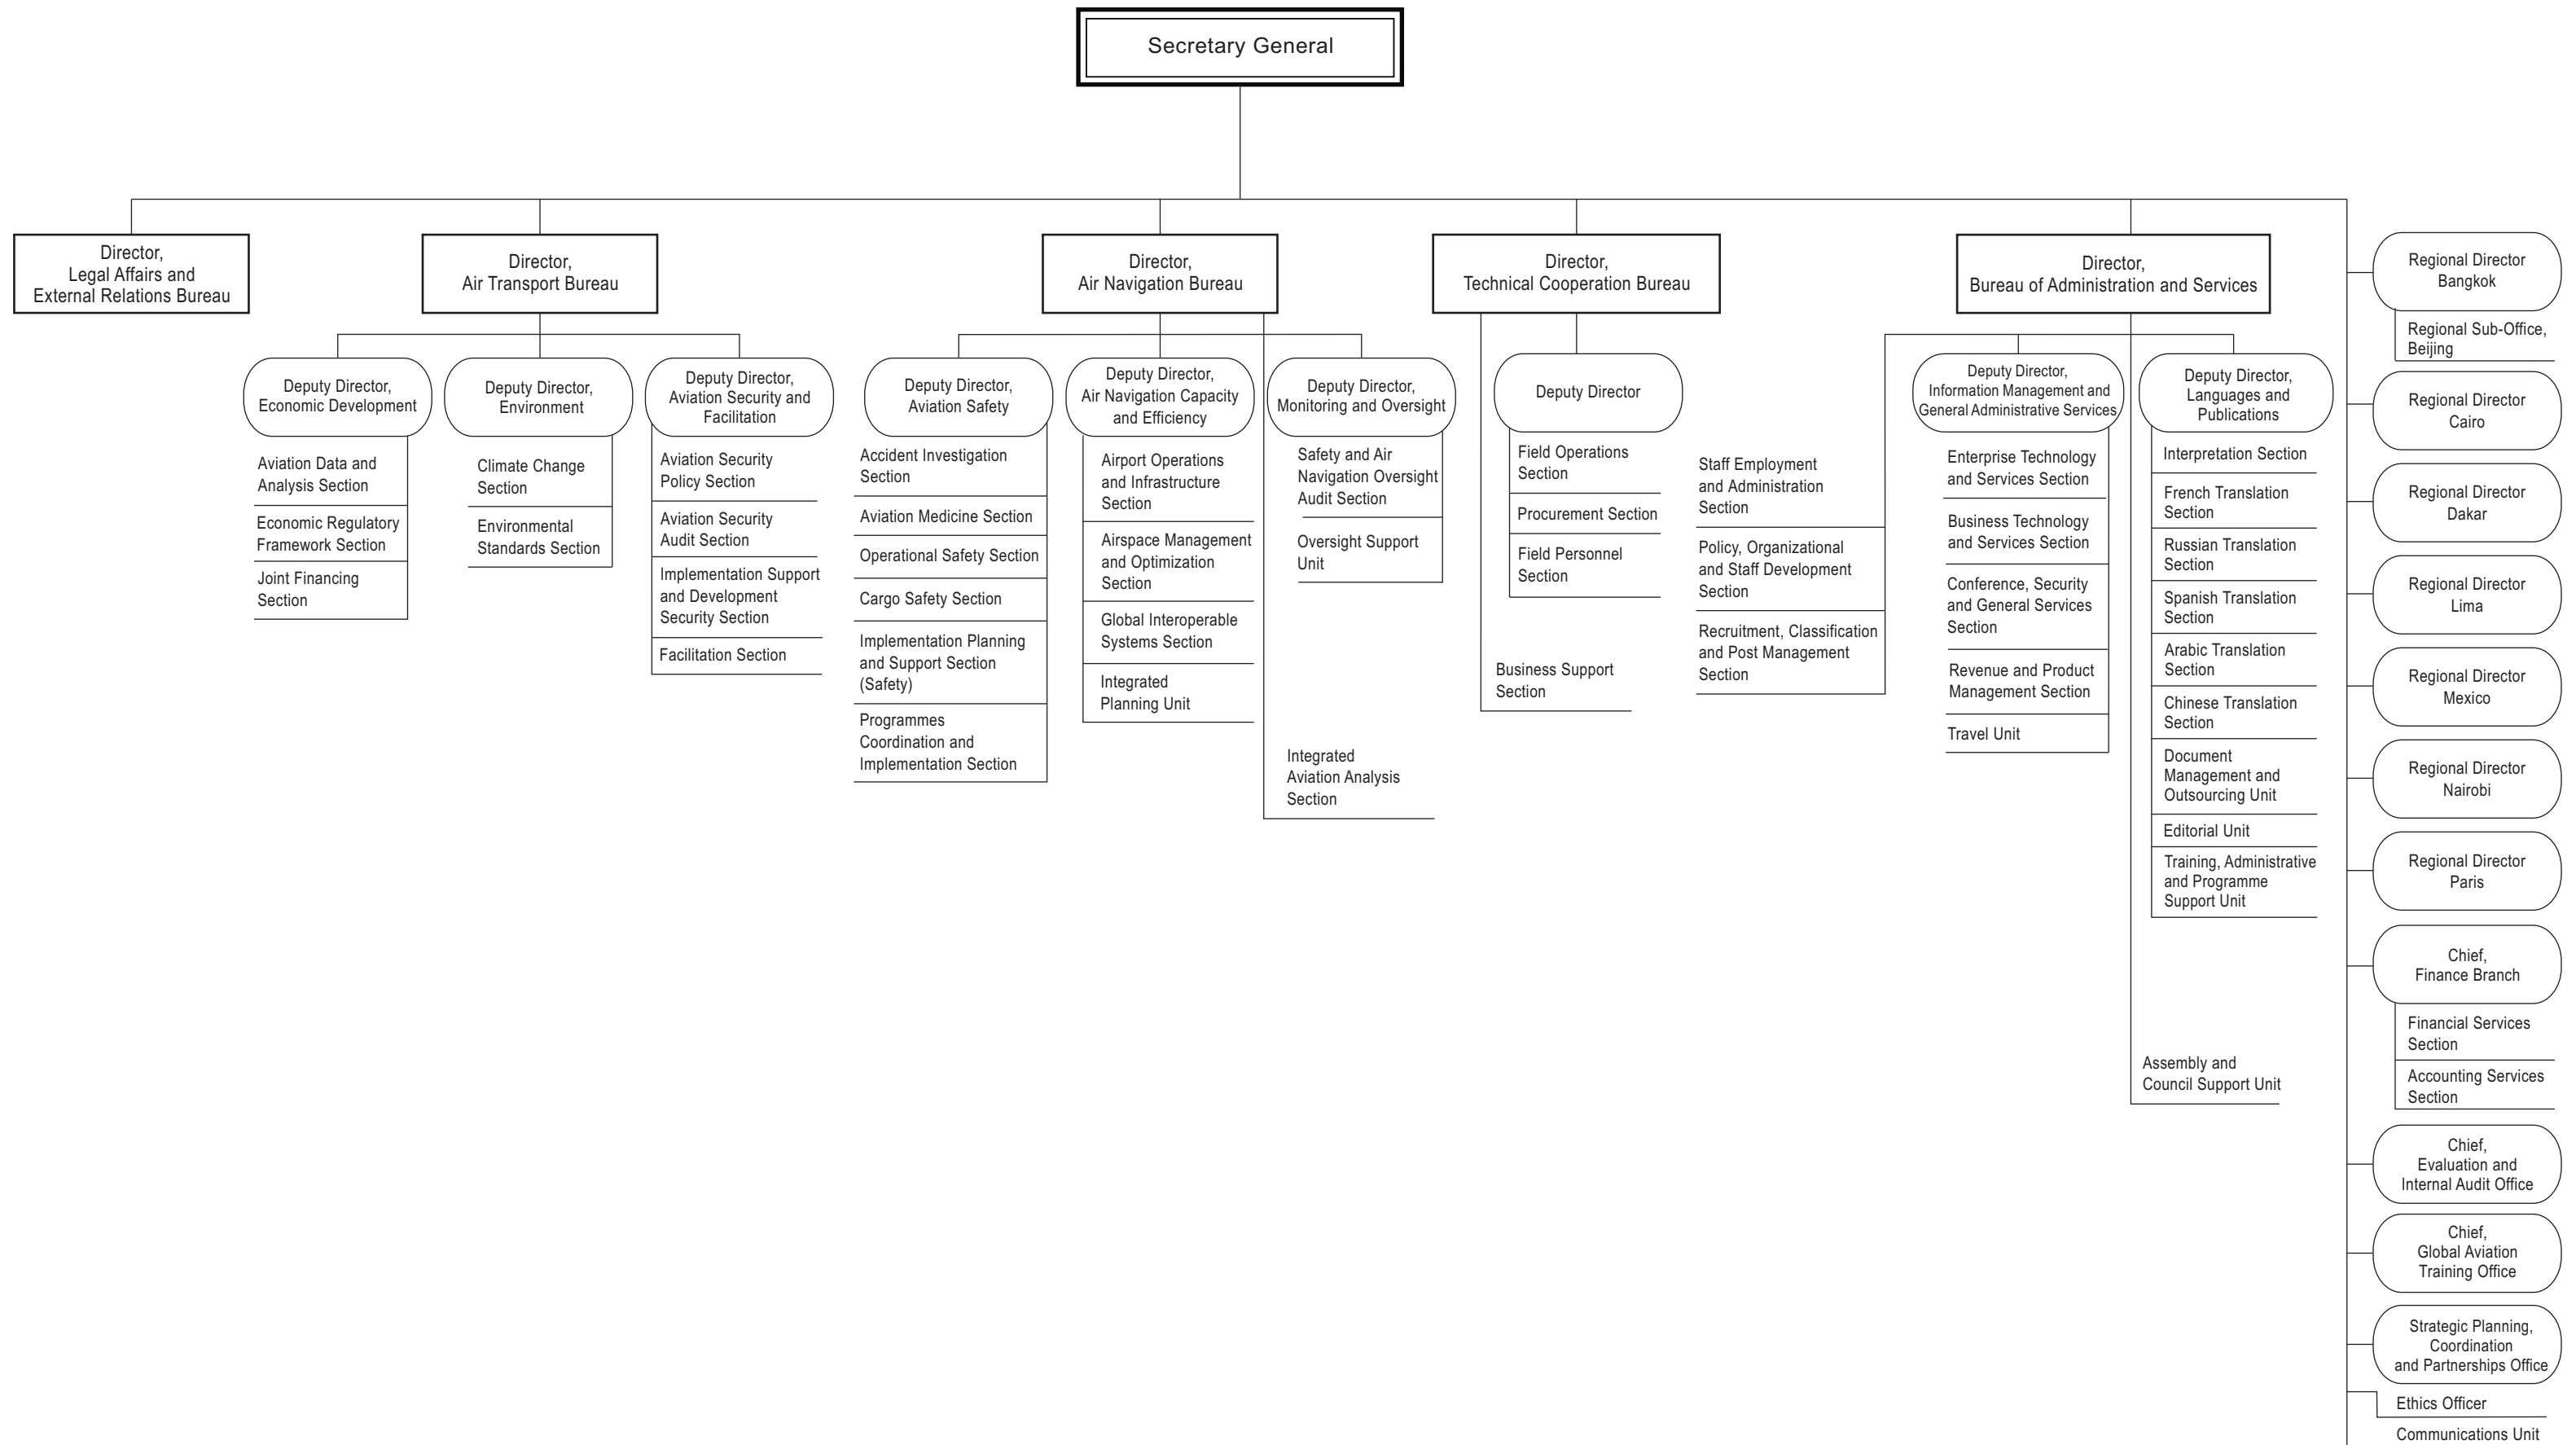 Secretary General
Director,
Legal Affairs and
External Relations Bureau
Director,
Air Transport Bureau
Director,
Air Navigation Bureau
Director,
Technical Cooperation Bureau
Director,
Bureau of Administration and Services
Deputy Director,
Economic Development
Aviation Data and
Analysis Section
Economic Regulatory
Framework Section
Joint Financing
Section
Deputy Director,
Environment
Climate Change
Section
Environmental
Standards Section
Deputy Director,
Aviation Security and
Facilitation
Aviation Security
Policy Section
Aviation Security
Audit Section
Implementation Support
and Development
Security Section
Facilitation Section
Deputy Director,
Aviation Safety
Accident Investigation
Section
Aviation Medicine Section
Operational Safety Section
Cargo Safety Section
Implementation Planning
and Support Section
(Safety)
Programmes
Coordination and
Implementation Section
Deputy Director,
Air Navigation Capacity
and Efficiency
Airport Operations
and Infrastructure
Section
Airspace Management
and Optimization
Section
Global Interoperable
Systems Section
Integrated
Planning Unit
Deputy Director,
Monitoring and Oversight
Safety and Air
Navigation Oversight
Audit Section
Oversight Support
Unit
Integrated
Aviation Analysis
Section
Deputy Director
Field Operations
Section
Procurement Section
Field Personnel
Section
Business Support
Section
Staff Employment
and Administration
Section
Policy, Organizational
and Staff Development
Section
Recruitment, Classification
and Post Management
Section
Deputy Director,
Information Management and
General Administrative Services
Enterprise Technology
and Services Section
Business Technology
and Services Section
Conference, Security
and General Services
Section
Revenue and Product
Management Section
Travel Unit
Deputy Director,
Languages and
Publications
Interpretation Section
French Translation
Section
Russian Translation
Section
Spanish Translation
Section
Arabic Translation
Section
Chinese Translation
Section
Document
Management and
Outsourcing Unit
Editorial Unit
Training, Administrative
and Programme
Support Unit
Assembly and
Council Support Unit
Regional Director
Bangkok
Regional Sub-Office,
Beijing
Regional Director
Cairo
Regional Director
Dakar
Regional Director
Lima
Regional Director
Mexico
Regional Director
Nairobi
Regional Director
Paris
Chief,
Finance Branch
Financial Services
Section
Accounting Services
Section
Chief,
Evaluation and
Internal Audit Office
Chief,
Global Aviation
Training Office
Strategic Planning,
Coordination
and Partnerships Office
Ethics Officer
Communications Unit